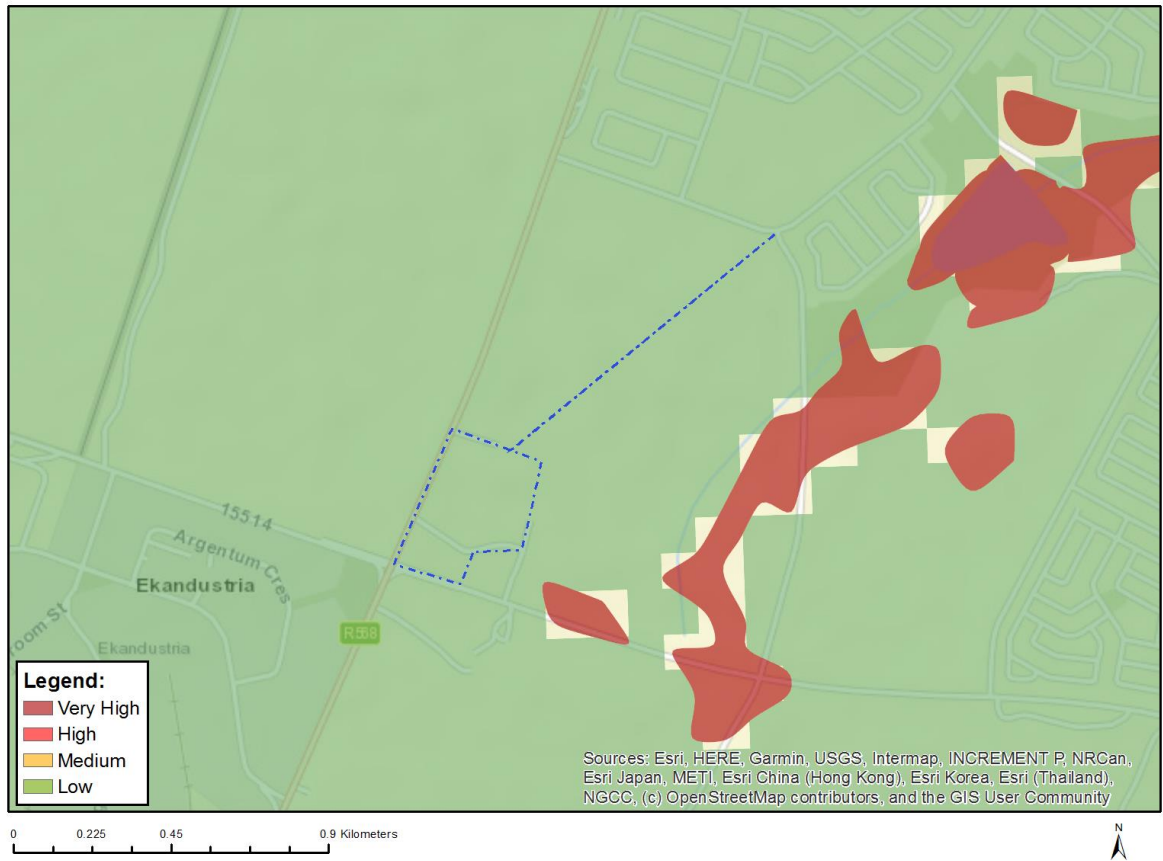 15514
Argentum Cres
Ekandustria
R568
room St
Ekandustria
Legend:
Very High
High
Medium
Low
Sources: Esri, HERE, Garmin, USGS, Intermap, INCREMENT P, NRCan,
Esri Japan, METI, Esri China (Hong Kong), Esri Korea, Esri (Thailand),
NGCC, (c) OpenStreetMap contributors, and the GIS User Community
0 0.225 0.45 0.9 Kilometers
N